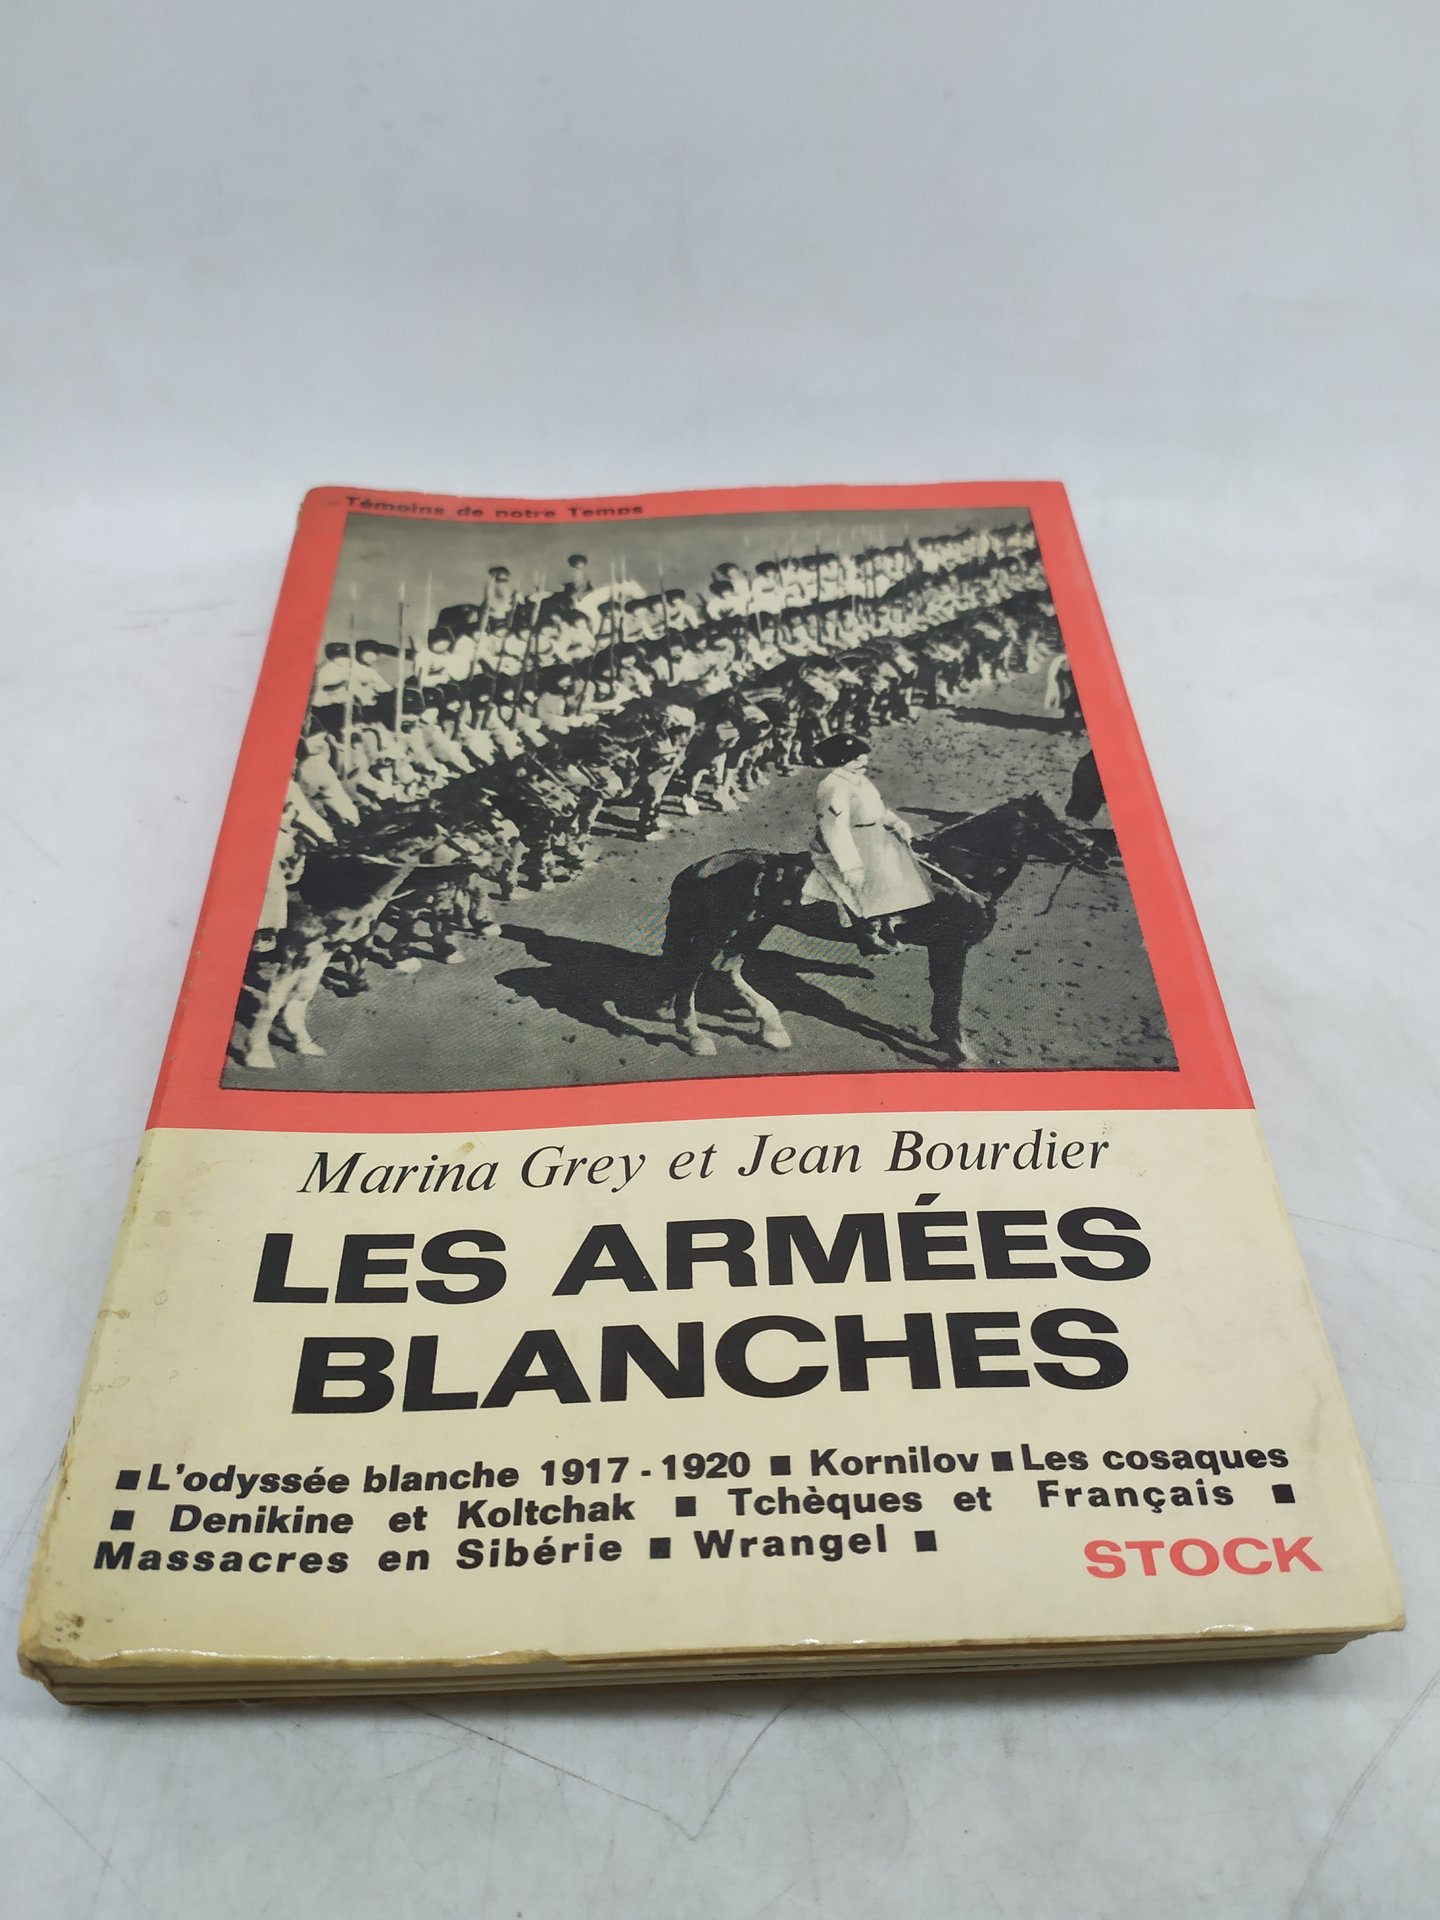 Témoins de notre Temps
Marina Grey et Jean Bourdier
LES ARMÉES
BLANCHES
■ L'odyssée blanche 1917 - 1920 ■ Kornilov ■ Les cosaques
■ Denikine et Koltchak ■ Tchèques et Français ■
Massacres en Sibérie ■ Wrangel ■
STOCK